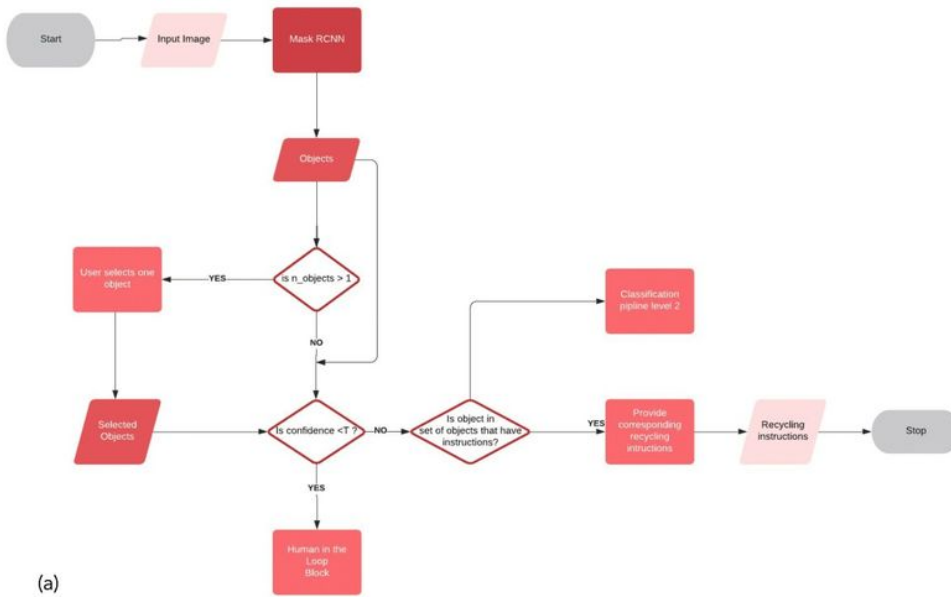 Start
Input Image
Mask RCNN
Objects
is n_objects > 1
YES
User selects one
object
NO
Selected
Objects
Is confidence <T ?
NO
Is object in
set of objects that have
instructions?
Classification
pipline level 2
YES
Provide
corresponding
recycling
intructions
Recycling
instructions
Stop
YES
Human in the
Loop
Block
(a)